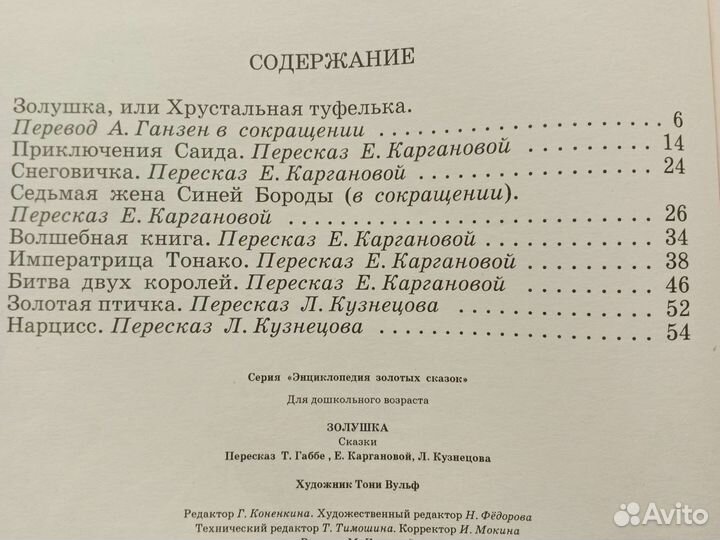 СОДЕРЖАНИЕ
Золушка, или Хрустальная туфелька.
Перевод А. Ганзен в сокращении . . . . . . . . . . . . . . . . 6
Приключения Саида. Пересказ Е. Каргановой . . . . . . . . 14
Снеговичка. Пересказ Е. Каргановой . . . . . . . . . . . . . . 24
Седьмая жена Синей Бороды (в сокращении).
Пересказ Е. Каргановой . . . . . . . . . . . . . . . . . . . . . 26
Волшебная книга. Пересказ Е. Каргановой . . . . . . . . . . 34
Императрица Тонако. Пересказ Е. Каргановой . . . . . . . . 38
Битва двух королей. Пересказ Е. Каргановой . . . . . . . . . 46
Золотая птичка. Пересказ Л. Кузнецова . . . . . . . . . . . . 52
Нарцисс. Пересказ Л. Кузнецова . . . . . . . . . . . . . . . . 54
Серия «Энциклопедия золотых сказок»
Для дошкольного возраста
ЗОЛУШКА
Сказки
Пересказ Т. Габбе , Е. Каргановой, Л. Кузнецова
Художник Тони Вульф
Редактор Г. Коненкина. Художественный редактор Н. Фёдорова
Технический редактор Т. Тимошина. Корректор И. Мокина
Avito